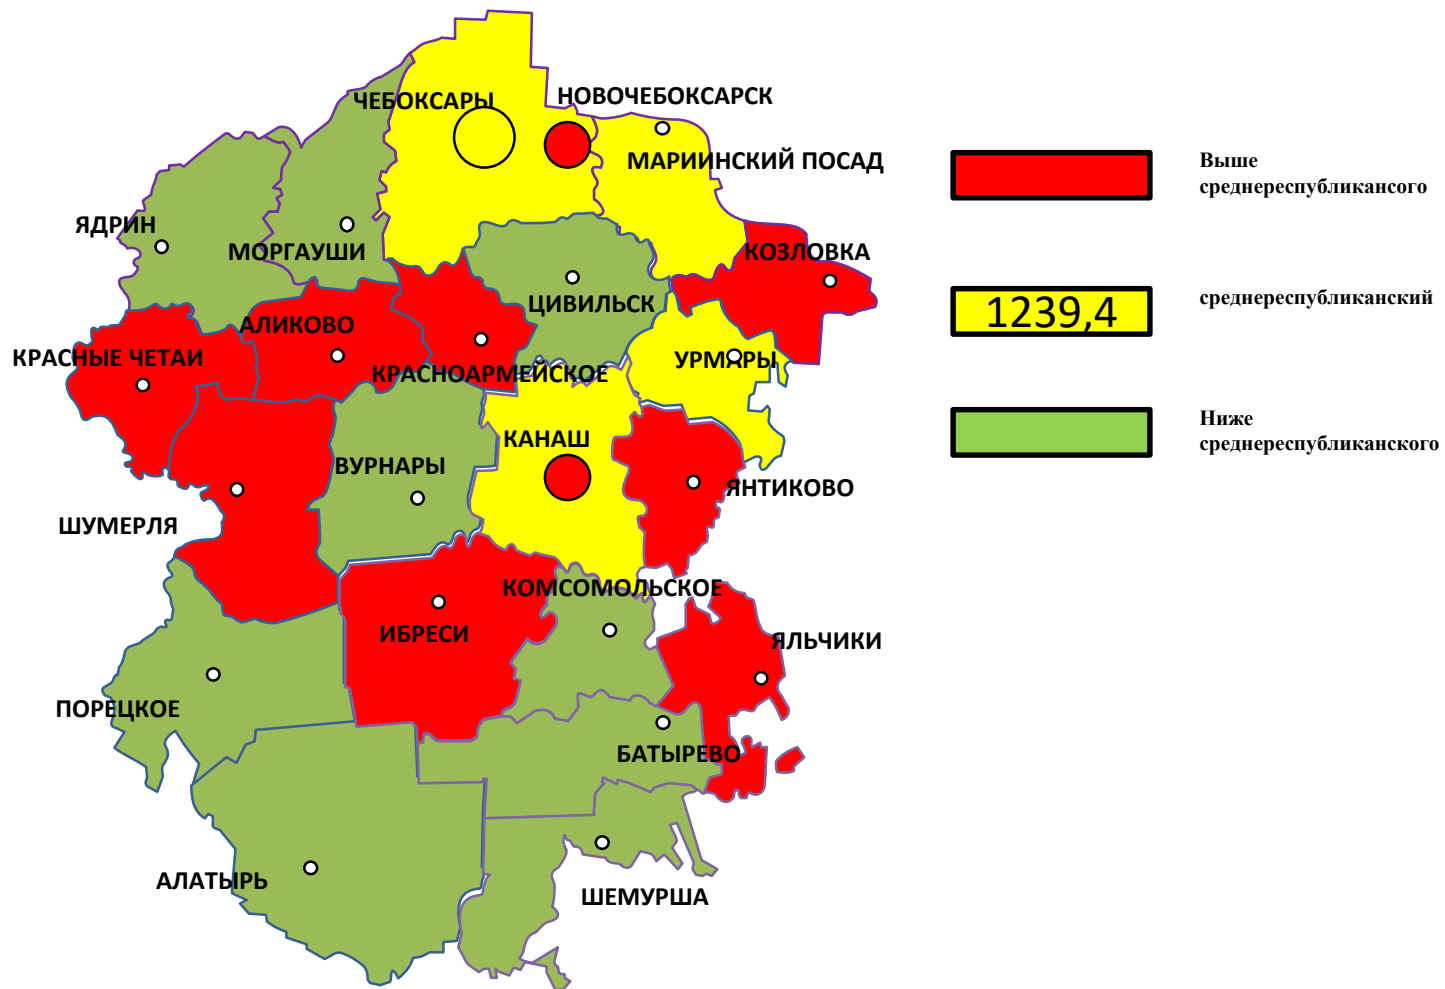 ЧЕБОКСАРЫ
НОВОЧЕБОКСАРСК
МАРИИНСКИЙ ПОСАД
ЯДРИН
МОРГАУШИ
КОЗЛОВКА
ЦИВИЛЬСК
АЛИКОВО
КРАСНЫЕ ЧЕТАИ
КРАСНОАРМЕЙСКОЕ
УРМАРЫ
КАНАШ
ВУРНАРЫ
ЯНТИКОВО
ШУМЕРЛЯ
КОМСОМОЛЬСКОЕ
ИБРЕСИ
ЯЛЬЧИКИ
ПОРЕЦКОЕ
БАТЫРЕВО
АЛАТЫРЬ
ШЕМУРША
Выше
среднереспубликансого
1239,4
среднереспубликанский
Ниже
среднереспубликанского